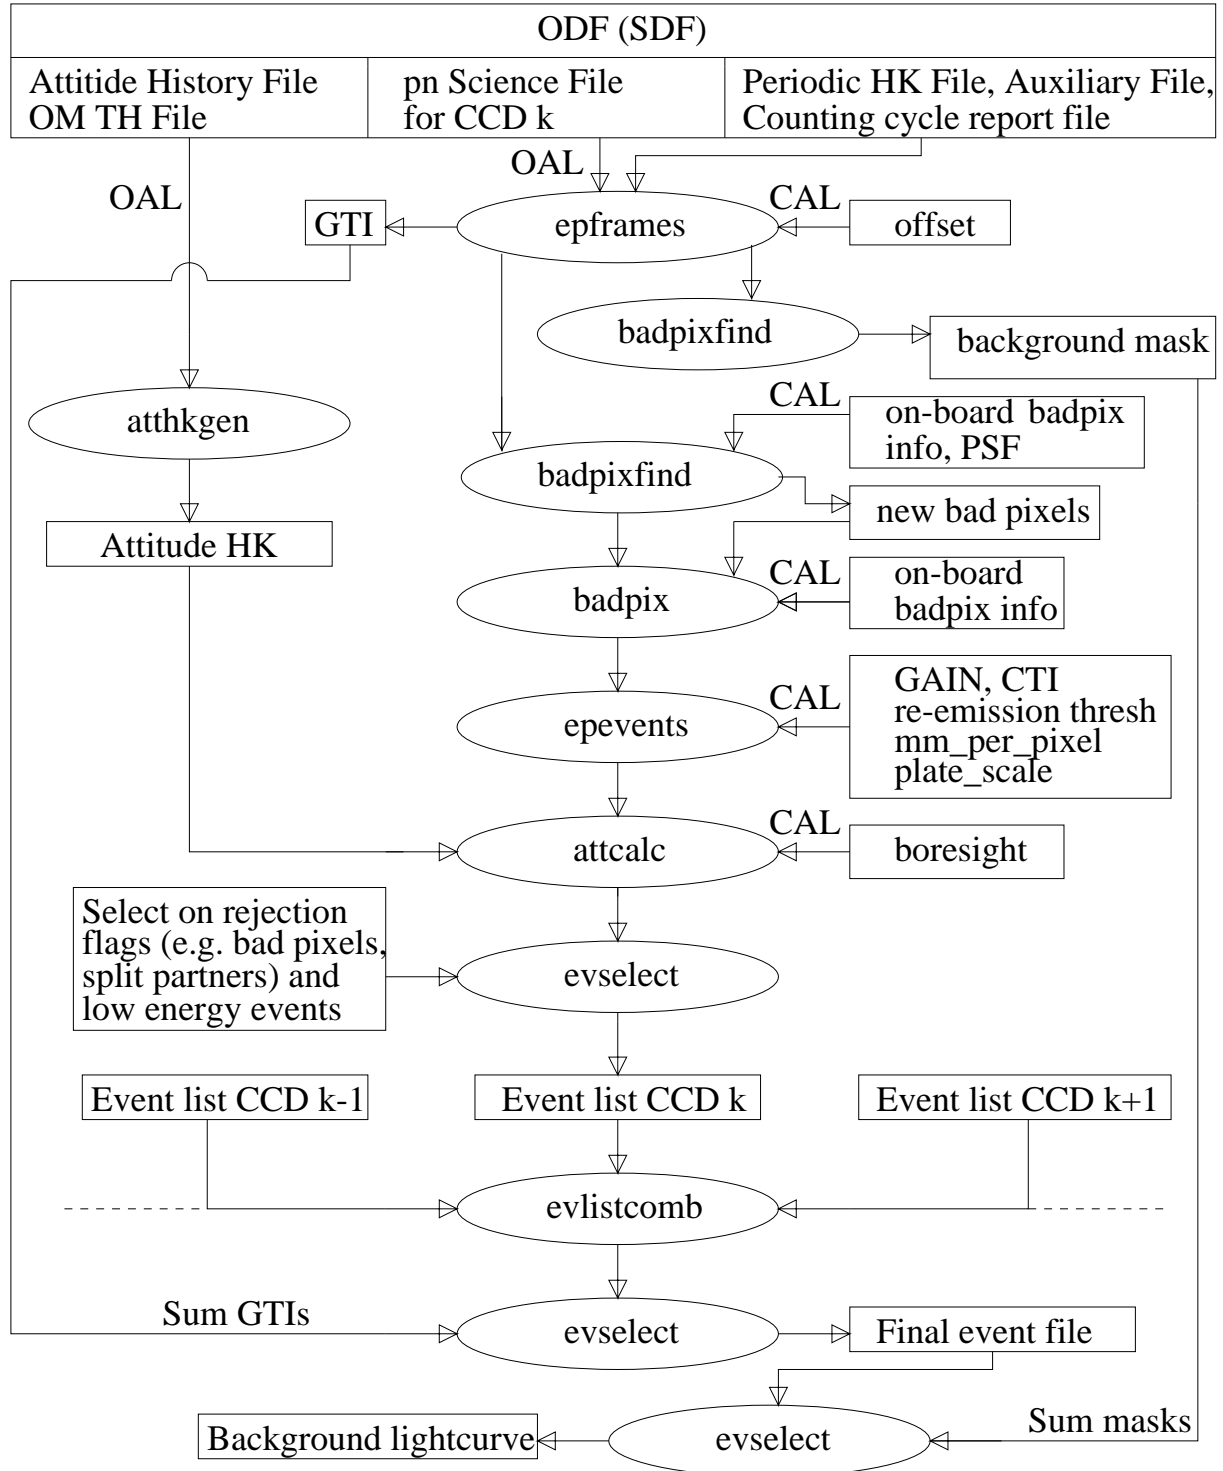 ODF (SDF)
Attitide History File
OM TH File
pn Science File
for CCD k
Periodic HK File, Auxiliary File,
Counting cycle report file
OAL
OAL
CAL
GTI
epframes
offset
badpixfind
background mask
CAL
on-board badpix
info, PSF
atthkgen
badpixfind
new bad pixels
Attitude HK
CAL
on-board
badpix info
badpix
GAIN, CTI
re-emission thresh
mm_per_pixel
plate_scale
CAL
epevents
CAL
attcalc
boresight
Select on rejection
flags (e.g. bad pixels,
split partners) and
low energy events
evselect
Event list CCD k-1
Event list CCD k
Event list CCD k+1
evlistcomb
Sum GTIs
evselect
Final event file
Sum masks
Background lightcurve
evselect